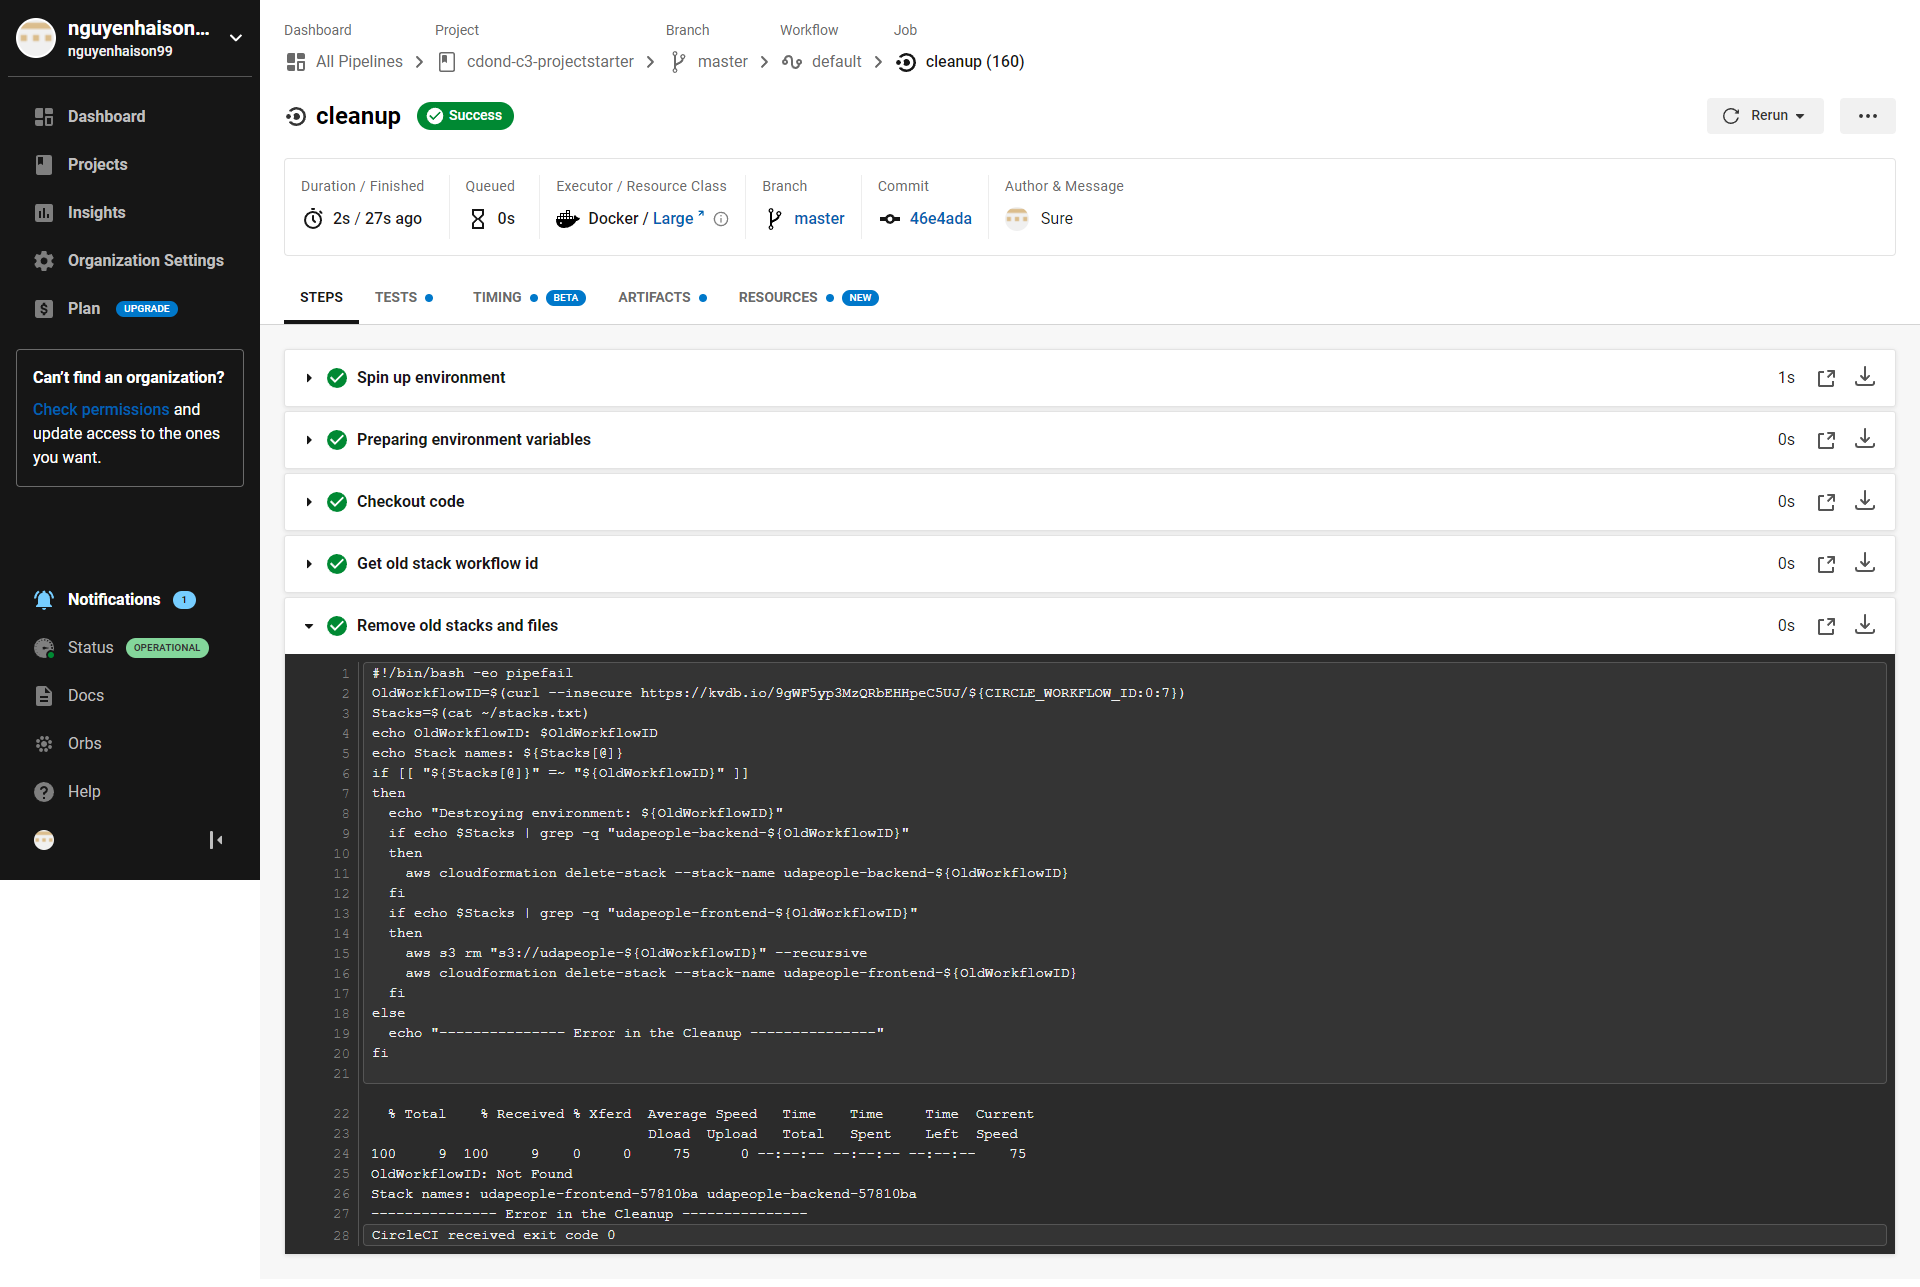 nguyenhaison...
nguyenhaison99
Dashboard
Projects
Insights
Organization Settings
Plan UPGRADE
Can't find an organization?
Check permissions and
update access to the ones
you want.
Notifications 1
Status OPERATIONAL
Docs
Orbs
Help
Dashboard Project Branch Workflow Job
All Pipelines cdond-c3-projectstarter master default cleanup (160)
cleanup Success
Rerun
Duration / Finished Queued Executor / Resource Class Branch Commit Author & Message
2s / 27s ago 0s Docker / Large master 46e4ada Sure
STEPS TESTS TIMING BETA ARTIFACTS RESOURCES NEW
Spin up environment 1s
Preparing environment variables 0s
Checkout code 0s
Get old stack workflow id 0s
Remove old stacks and files 0s
1 #!/bin/bash -eo pipefail
2 OldWorkflowID=$(curl --insecure https://kvdb.io/9gWF5yp3MzQRbEHHpeC5UJ/${CIRCLE_WORKFLOW_ID:0:7})
3 Stacks=$(cat ~/stacks.txt)
4 echo OldWorkflowID: $OldWorkflowID
5 echo Stack names: ${Stacks[@]}
6 if [[ "${Stacks[@]}" =~ "${OldWorkflowID}" ]]
7 then
8   echo "Destroying environment: ${OldWorkflowID}"
9   if echo $Stacks | grep -q "udapeople-backend-${OldWorkflowID}"
10   then
11     aws cloudformation delete-stack --stack-name udapeople-backend-${OldWorkflowID}
12   fi
13   if echo $Stacks | grep -q "udapeople-frontend-${OldWorkflowID}"
14   then
15     aws s3 rm "s3://udapeople-${OldWorkflowID}" --recursive
16     aws cloudformation delete-stack --stack-name udapeople-frontend-${OldWorkflowID}
17   fi
18 else
19   echo "--------------- Error in the Cleanup ---------------"
20 fi
21
22   % Total    % Received % Xferd  Average Speed   Time    Time     Time  Current
23                                  Dload  Upload   Total   Spent    Left  Speed
24 100     9  100     9    0     0     75      0 --:--:-- --:--:-- --:--:--    75
25 OldWorkflowID: Not Found
26 Stack names: udapeople-frontend-57810ba udapeople-backend-57810ba
27 --------------- Error in the Cleanup ---------------
28 CircleCI received exit code 0